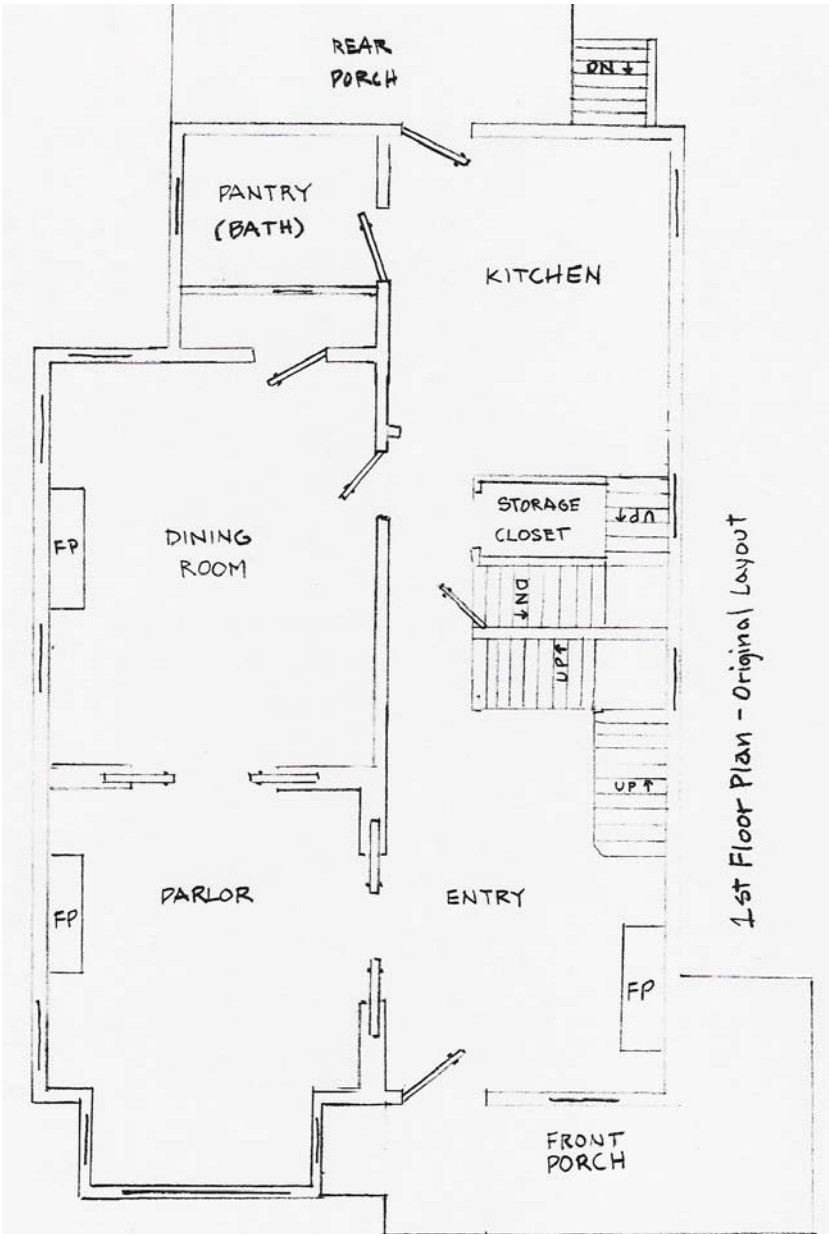 REAR
PORCH
DN ↓
PANTRY
(BATH)
KITCHEN
STORAGE
CLOSET
UP↑
DN→
FP
DINING
ROOM
UP↑
UP↑
1st Floor Plan - Original Layout
FP
PARLOR
ENTRY
FP
FRONT
PORCH